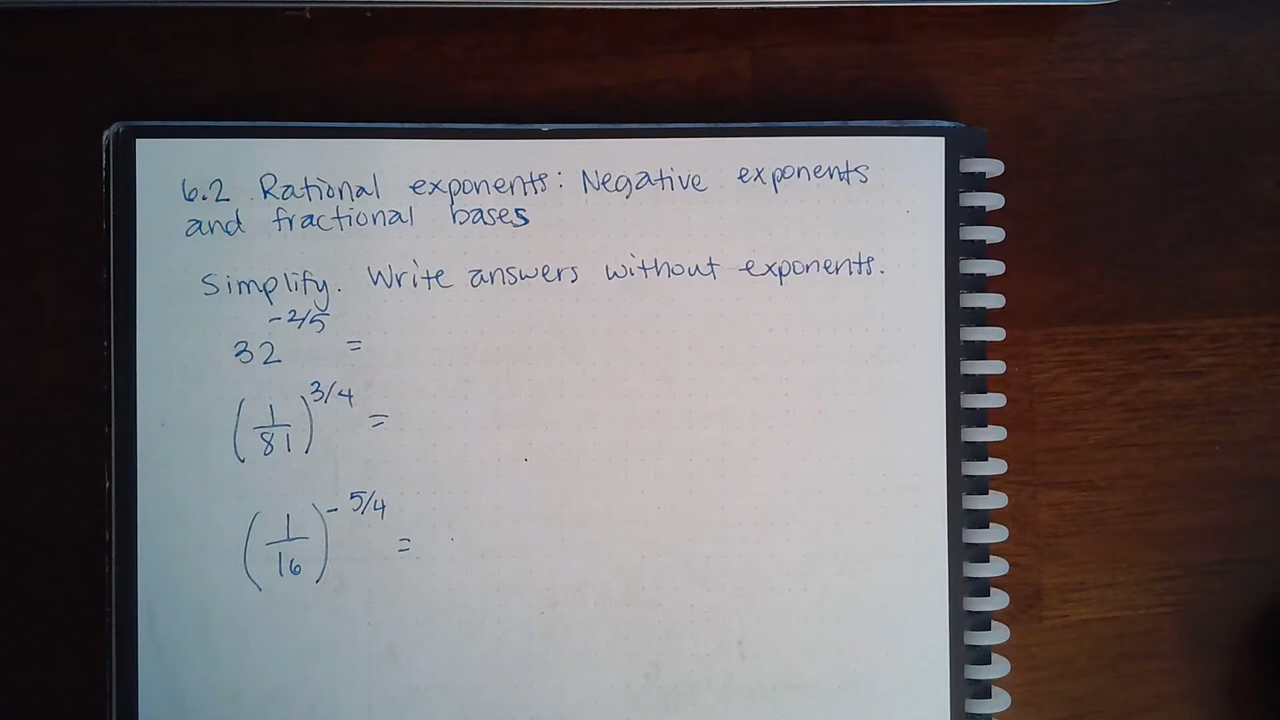 6.2 Rational exponents: Negative exponents
and fractional bases
Simplify. Write answers without exponents.
32^{-2/5} =
(1/81)^{3/4} =
(1/16)^{-5/4} =